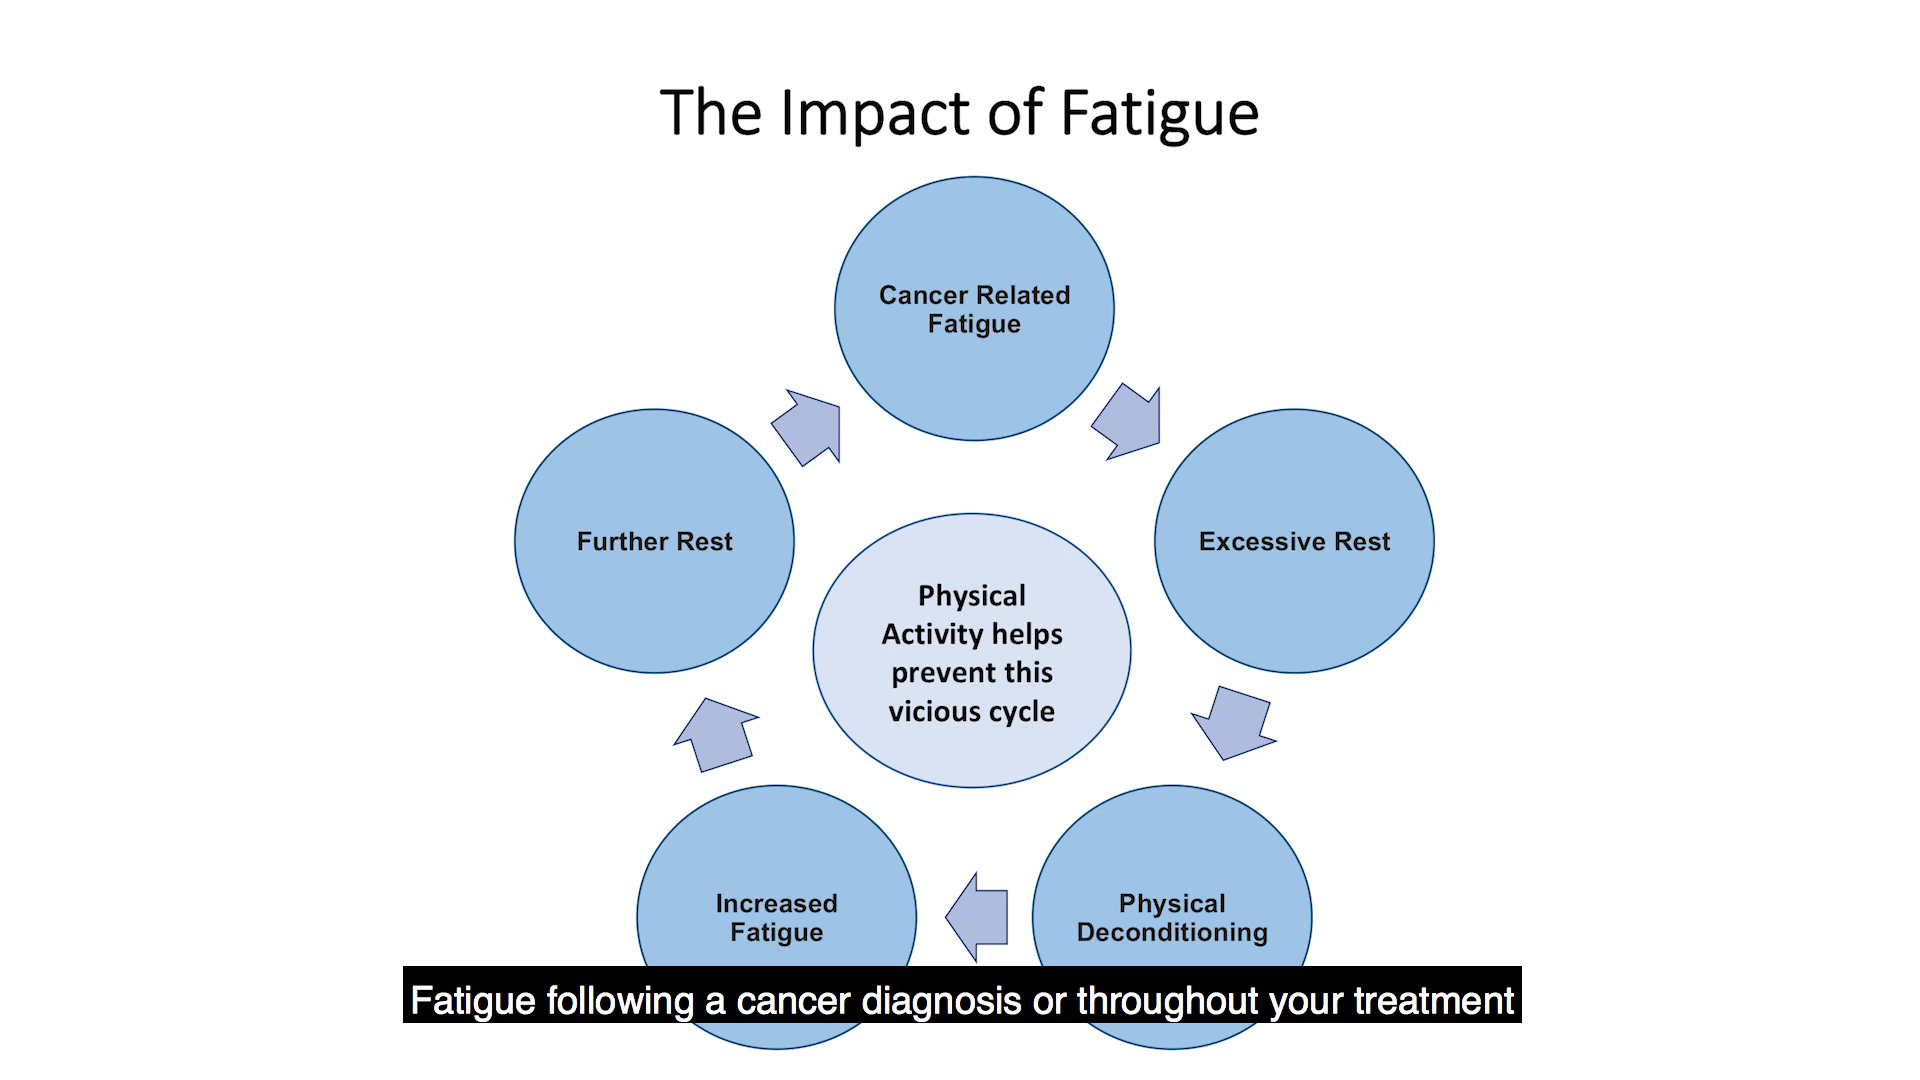 The Impact of Fatigue
Cancer Related
Fatigue
Further Rest
Excessive Rest
Physical
Activity helps
prevent this
vicious cycle
Increased
Fatigue
Physical
Deconditioning
Fatigue following a cancer diagnosis or throughout your treatment